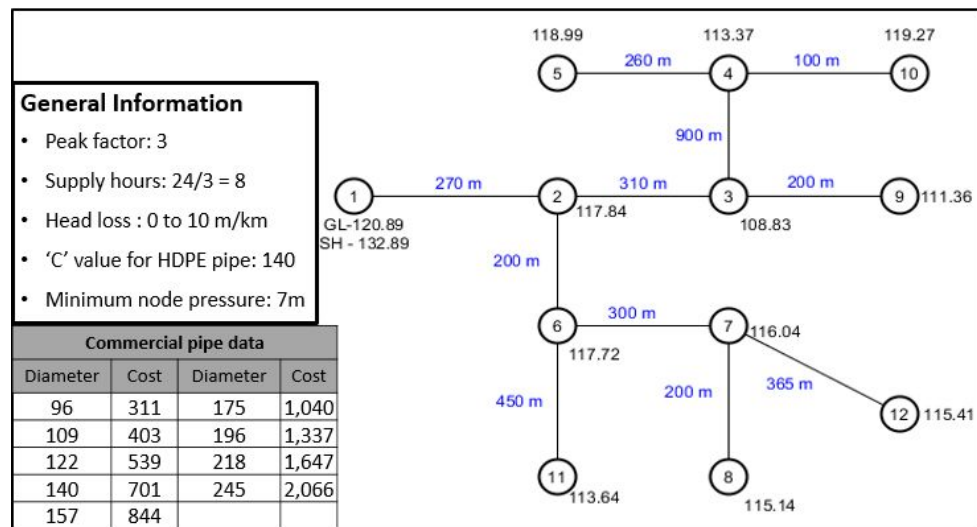 General Information
• Peak factor: 3
• Supply hours: 24/3 = 8
• Head loss : 0 to 10 m/km
• ‘C’ value for HDPE pipe: 140
• Minimum node pressure: 7m
Commercial pipe data
Diameter Cost Diameter Cost
96 311 175 1,040
109 403 196 1,337
122 539 218 1,647
140 701 245 2,066
157 844
118.99 113.37 119.27
5 260 m 4 100 m 10
900 m
1 270 m 2 310 m 3 200 m 9 111.36
GL-120.89 117.84 108.83
SH - 132.89
200 m
6 300 m 7 116.04
117.72
450 m 200 m 365 m
12 115.41
11 8
113.64 115.14